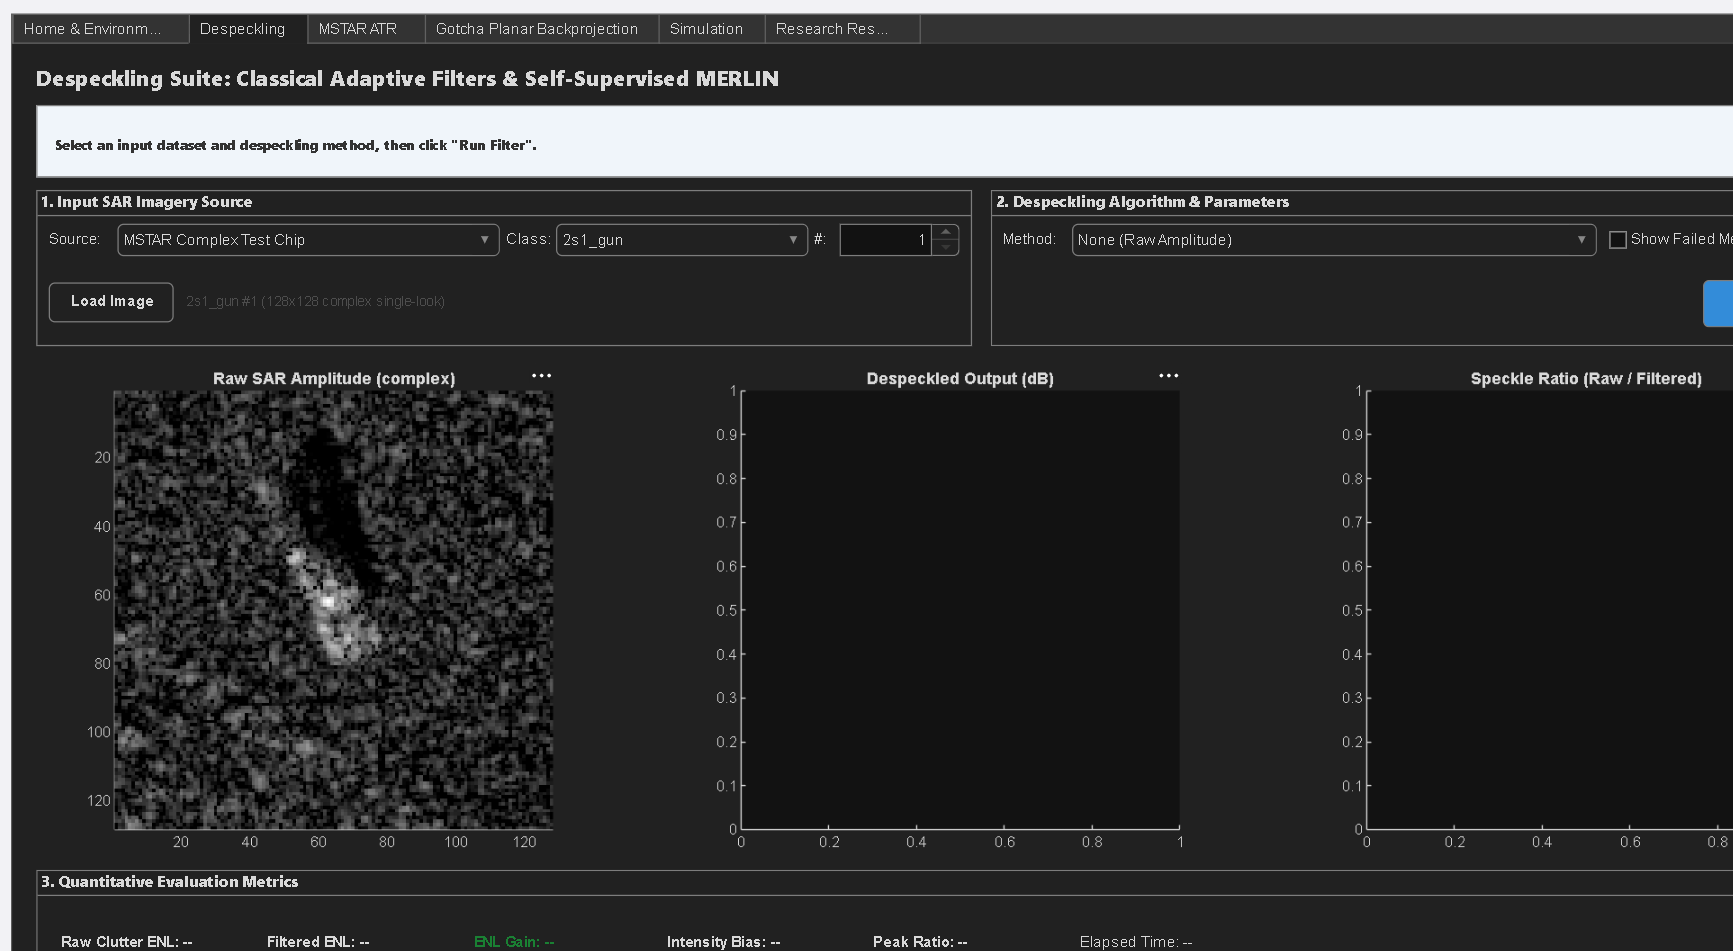 Home & Environm... Despeckling MSTAR ATR Gotcha Planar Backprojection Simulation Research Res...
Despeckling Suite: Classical Adaptive Filters & Self-Supervised MERLIN
Select an input dataset and despeckling method, then click "Run Filter".
1. Input SAR Imagery Source
Source: MSTAR Complex Test Chip Class: 2s1_gun #: 1
Load Image 2s1_gun #1 (128x128 complex single-look)
2. Despeckling Algorithm & Parameters
Method: None (Raw Amplitude) Show Failed Me
Raw SAR Amplitude (complex)
20
40
60
80
100
120
20 40 60 80 100 120
Despeckled Output (dB)
1
0.9
0.8
0.7
0.6
0.5
0.4
0.3
0.2
0.1
0
0 0.2 0.4 0.6 0.8 1
Speckle Ratio (Raw / Filtered)
1
0.9
0.8
0.7
0.6
0.5
0.4
0.3
0.2
0.1
0
0 0.2 0.4 0.6 0.8
3. Quantitative Evaluation Metrics
Raw Clutter ENL: -- Filtered ENL: -- ENL Gain: -- Intensity Bias: -- Peak Ratio: -- Elapsed Time: --